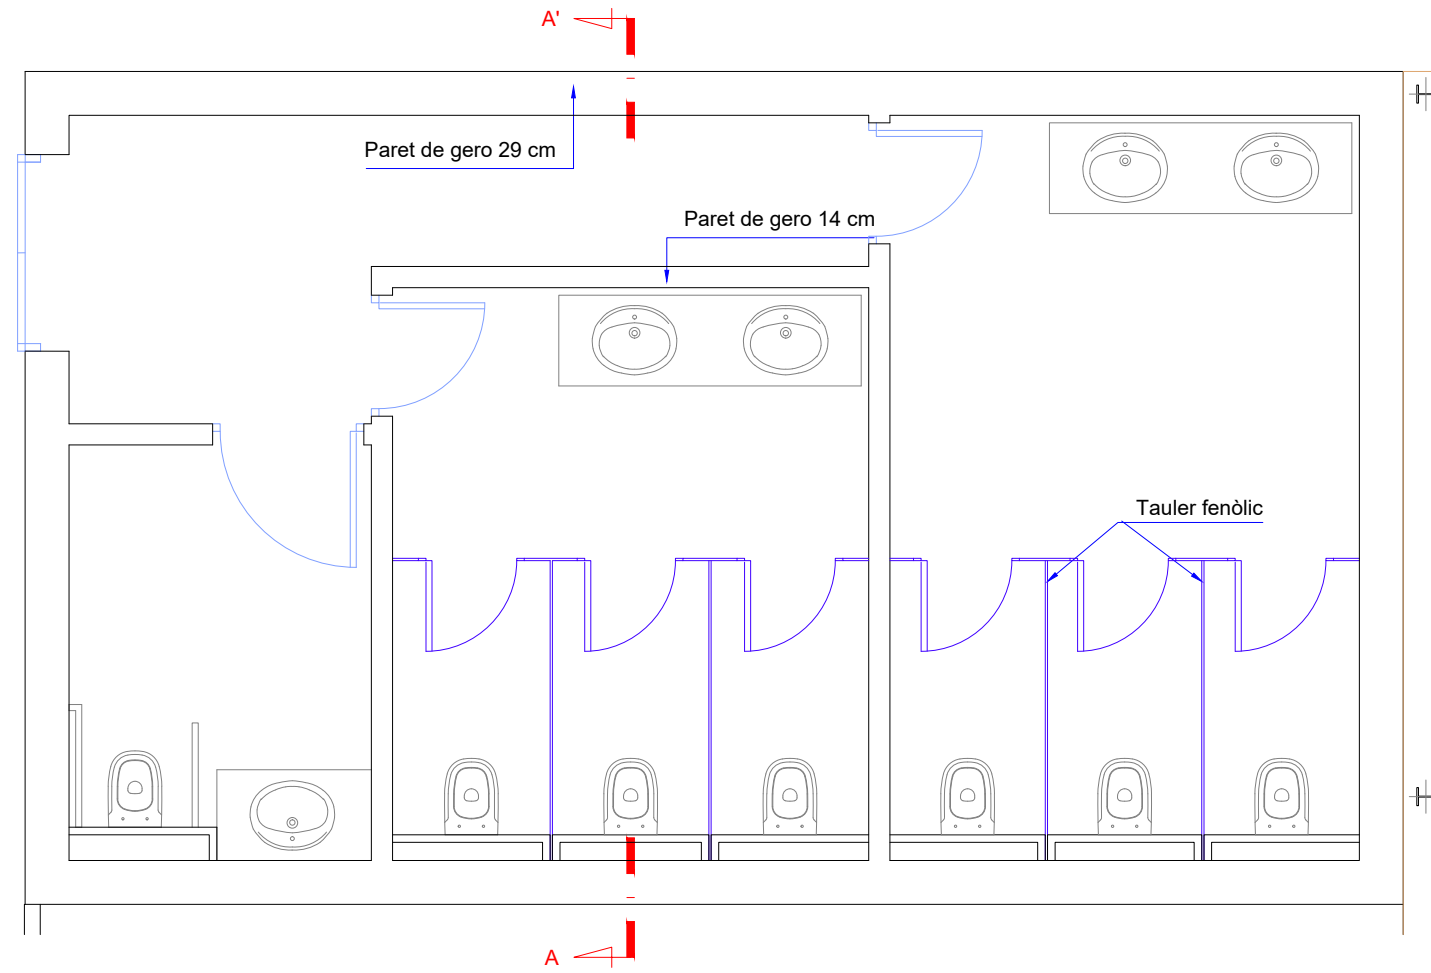 A'
Paret de gero 29 cm
Paret de gero 14 cm
Tauler fenòlic
A